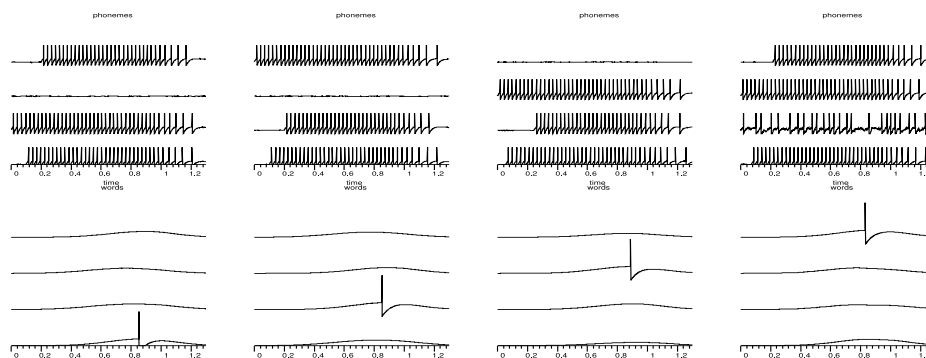 phonemes phonemes phonemes phonemes
0 0.2 0.4 0.6 0.8 1 1.2 0 0.2 0.4 0.6 0.8 1 1.2 0 0.2 0.4 0.6 0.8 1 1.2 0 0.2 0.4 0.6 0.8 1 1.2
time time time time
words words words words
0 0.2 0.4 0.6 0.8 1 1.2 0 0.2 0.4 0.6 0.8 1 1.2 0 0.2 0.4 0.6 0.8 1 1.2 0 0.2 0.4 0.6 0.8 1 1.2